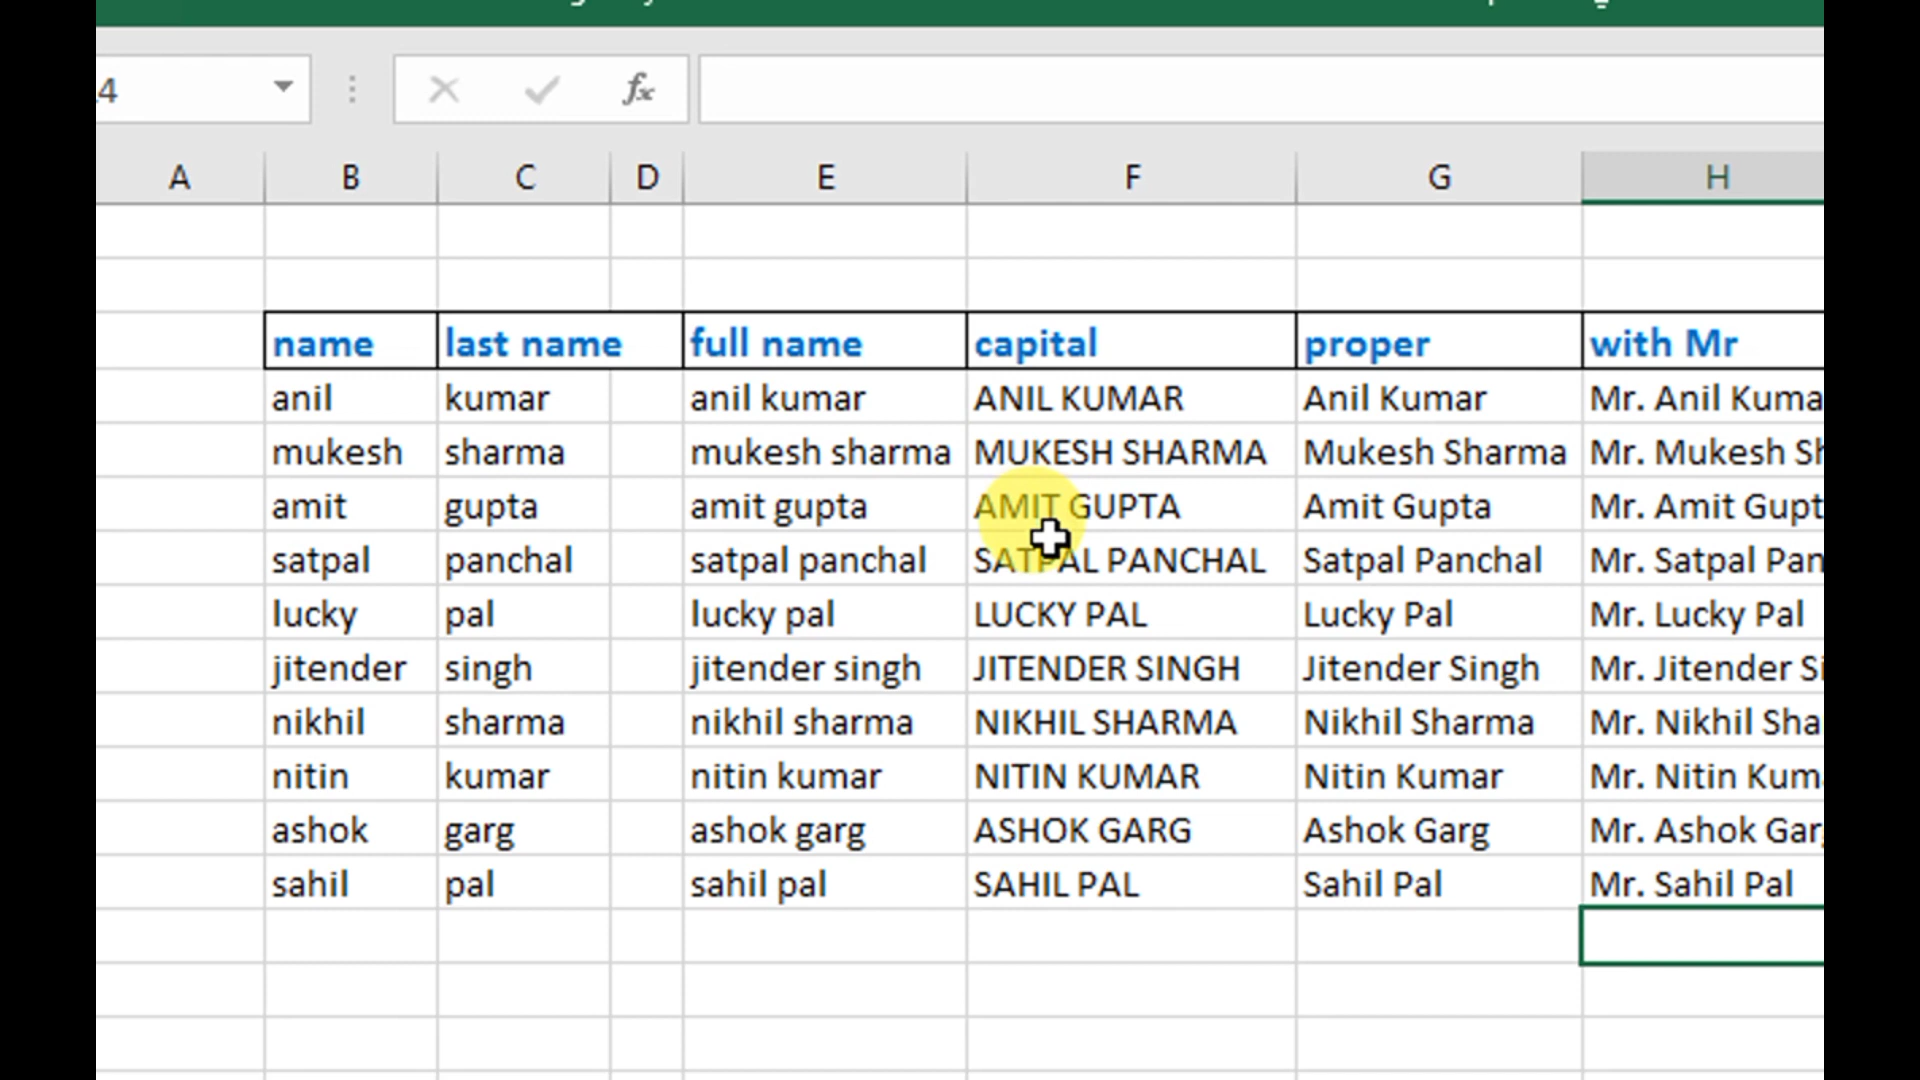 4 fx
A B C D E F G H
name last name full name capital proper with Mr
anil kumar anil kumar ANIL KUMAR Anil Kumar Mr. Anil Kuma
mukesh sharma mukesh sharma MUKESH SHARMA Mukesh Sharma Mr. Mukesh Sh
amit gupta amit gupta AMIT GUPTA Amit Gupta Mr. Amit Gupt
satpal panchal satpal panchal SATPAL PANCHAL Satpal Panchal Mr. Satpal Pan
lucky pal lucky pal LUCKY PAL Lucky Pal Mr. Lucky Pal
jitender singh jitender singh JITENDER SINGH Jitender Singh Mr. Jitender Si
nikhil sharma nikhil sharma NIKHIL SHARMA Nikhil Sharma Mr. Nikhil Sha
nitin kumar nitin kumar NITIN KUMAR Nitin Kumar Mr. Nitin Kum
ashok garg ashok garg ASHOK GARG Ashok Garg Mr. Ashok Gar
sahil pal sahil pal SAHIL PAL Sahil Pal Mr. Sahil Pal